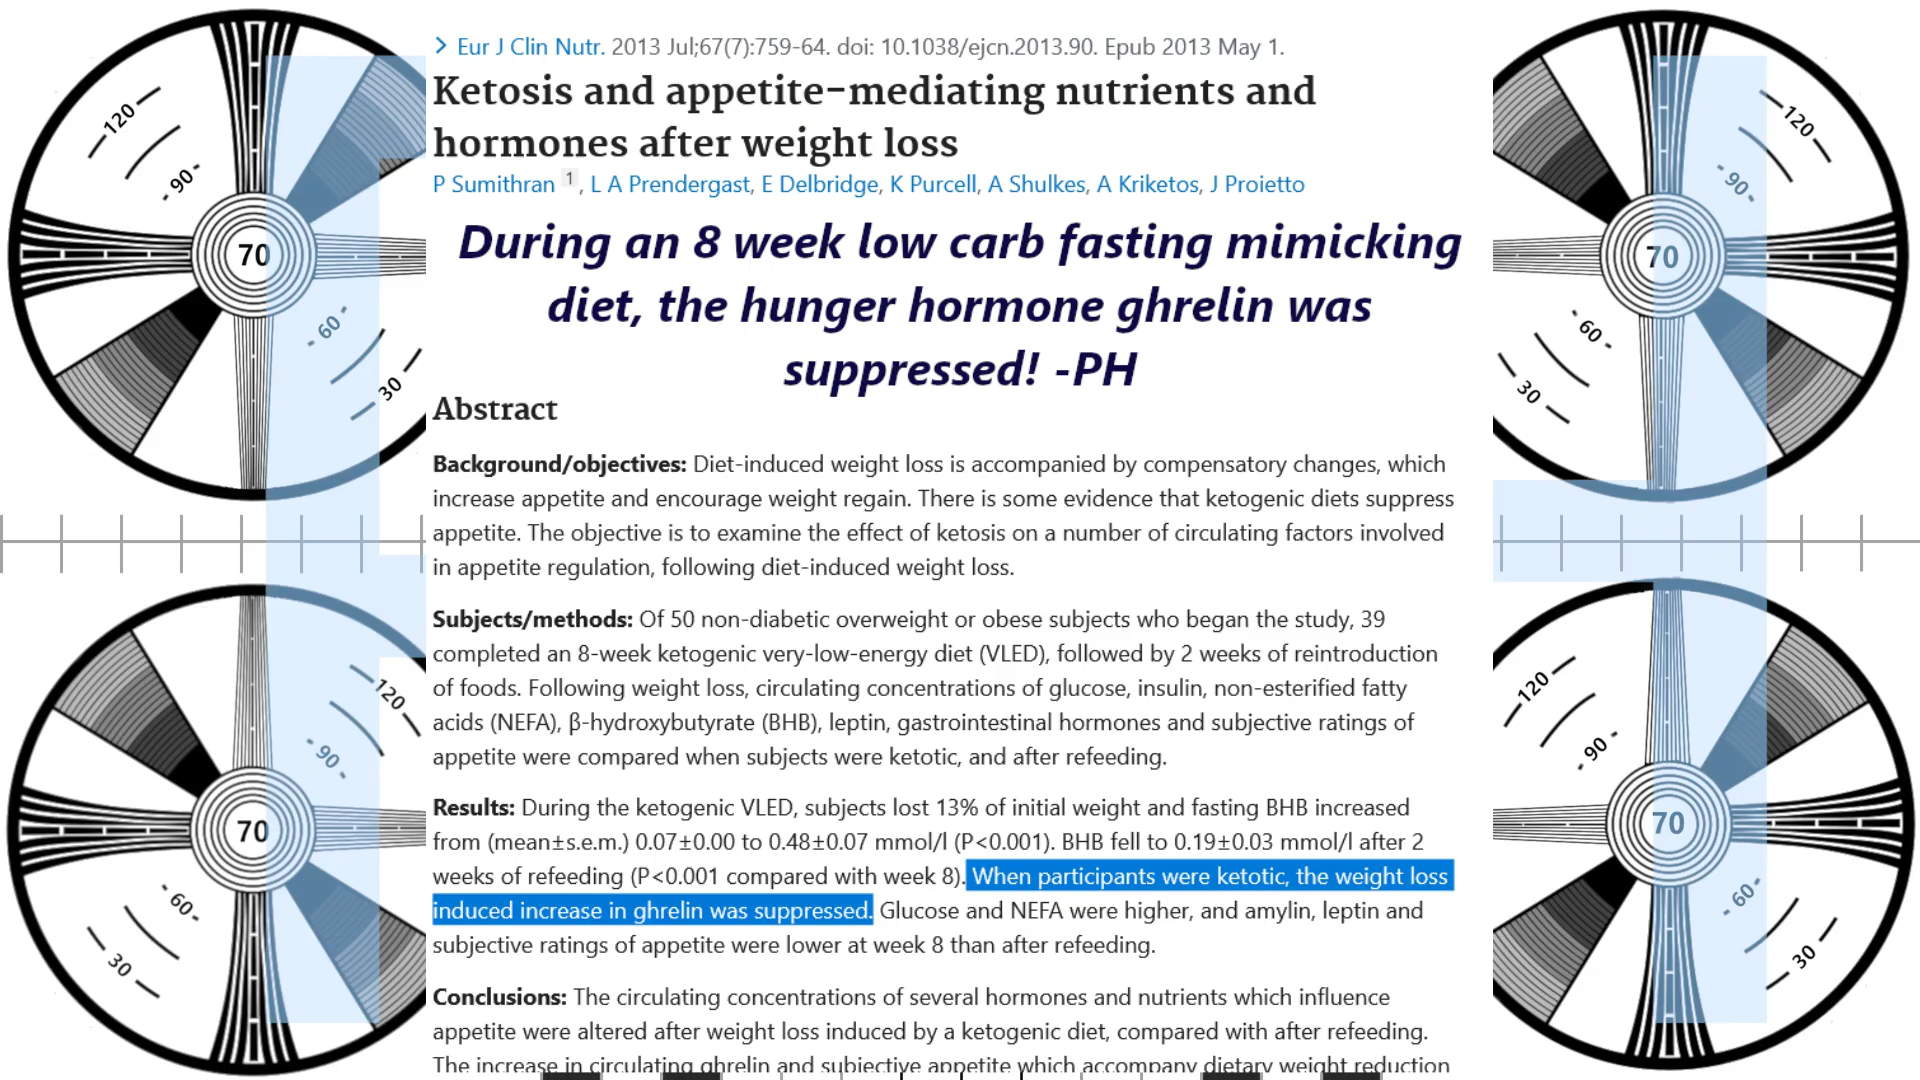 Eur J Clin Nutr. 2013 Jul;67(7):759-64. doi: 10.1038/ejcn.2013.90. Epub 2013 May 1.
Ketosis and appetite-mediating nutrients and
hormones after weight loss
P Sumithran 1, L A Prendergast, E Delbridge, K Purcell, A Shulkes, A Kriketos, J Proietto
During an 8 week low carb fasting mimicking
diet, the hunger hormone ghrelin was
suppressed! -PH
Abstract
Background/objectives: Diet-induced weight loss is accompanied by compensatory changes, which
increase appetite and encourage weight regain. There is some evidence that ketogenic diets suppress
appetite. The objective is to examine the effect of ketosis on a number of circulating factors involved
in appetite regulation, following diet-induced weight loss.
Subjects/methods: Of 50 non-diabetic overweight or obese subjects who began the study, 39
completed an 8-week ketogenic very-low-energy diet (VLED), followed by 2 weeks of reintroduction
of foods. Following weight loss, circulating concentrations of glucose, insulin, non-esterified fatty
acids (NEFA), β-hydroxybutyrate (BHB), leptin, gastrointestinal hormones and subjective ratings of
appetite were compared when subjects were ketotic, and after refeeding.
Results: During the ketogenic VLED, subjects lost 13% of initial weight and fasting BHB increased
from (mean±s.e.m.) 0.07±0.00 to 0.48±0.07 mmol/l (P<0.001). BHB fell to 0.19±0.03 mmol/l after 2
weeks of refeeding (P<0.001 compared with week 8). When participants were ketotic, the weight loss
induced increase in ghrelin was suppressed. Glucose and NEFA were higher, and amylin, leptin and
subjective ratings of appetite were lower at week 8 than after refeeding.
Conclusions: The circulating concentrations of several hormones and nutrients which influence
appetite were altered after weight loss induced by a ketogenic diet, compared with after refeeding.
The increase in circulating ghrelin and subjective appetite which accompany dietary weight reduction
120
90
70
60
30
120
90
70
60
30
120
90
70
60
30
120
90
70
60
30